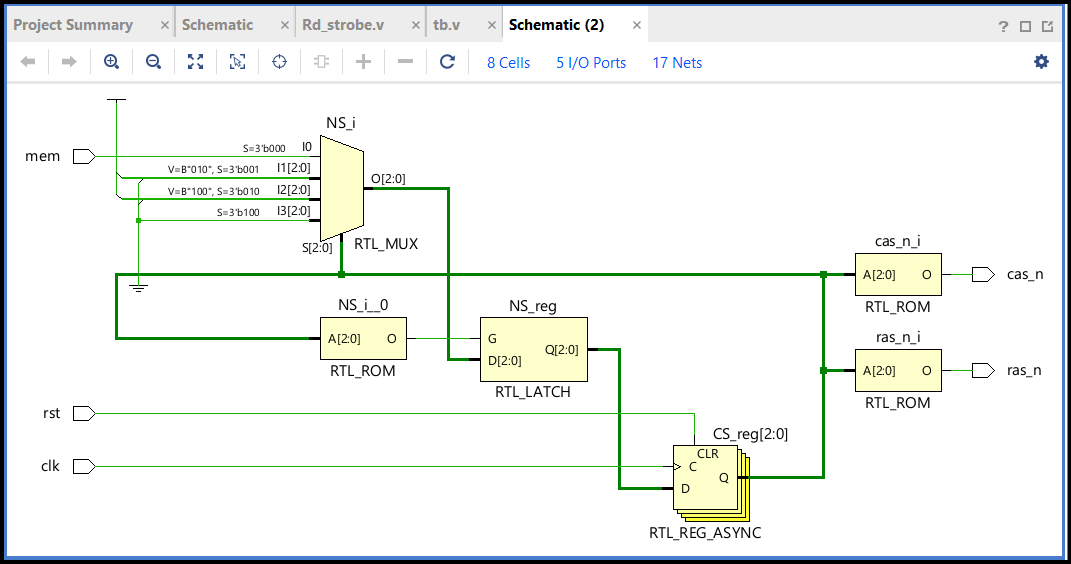 Project Summary × Schematic × Rd_strobe.v × tb.v × Schematic (2) × ?
8 Cells 5 I/O Ports 17 Nets
NS_i
mem
S=3'b000 I0
V=B"010", S=3'b001 I1[2:0]
V=B"100", S=3'b010 I2[2:0]
S=3'b100 I3[2:0]
O[2:0]
S[2:0]
RTL_MUX
cas_n_i
A[2:0] O
cas_n
RTL_ROM
NS_i__0
A[2:0] O
RTL_ROM
NS_reg
G
D[2:0]
Q[2:0]
RTL_LATCH
ras_n_i
A[2:0] O
ras_n
RTL_ROM
rst
clk
CS_reg[2:0]
CLR
C
Q
D
RTL_REG_ASYNC